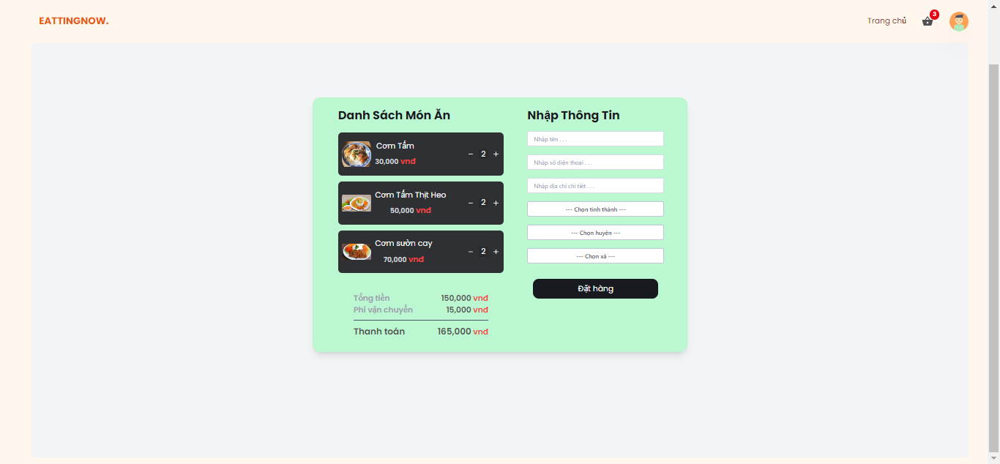 EATTINGNOW.
Trang chủ
3
Danh Sách Món Ăn
Cơm Tấm
30,000 vnđ
− 2 +
Cơm Tấm Thịt Heo
50,000 vnđ
− 2 +
Cơm sườn cay
70,000 vnđ
− 2 +
Tổng tiền 150,000 vnđ
Phí vận chuyển 15,000 vnđ
Thanh toán 165,000 vnđ
Nhập Thông Tin
Nhập tên . . .
Nhập số điện thoại . . .
Nhập địa chỉ chi tiết . . .
--- Chọn tỉnh thành ---
--- Chọn huyện ---
--- Chọn xã ---
Đặt hàng